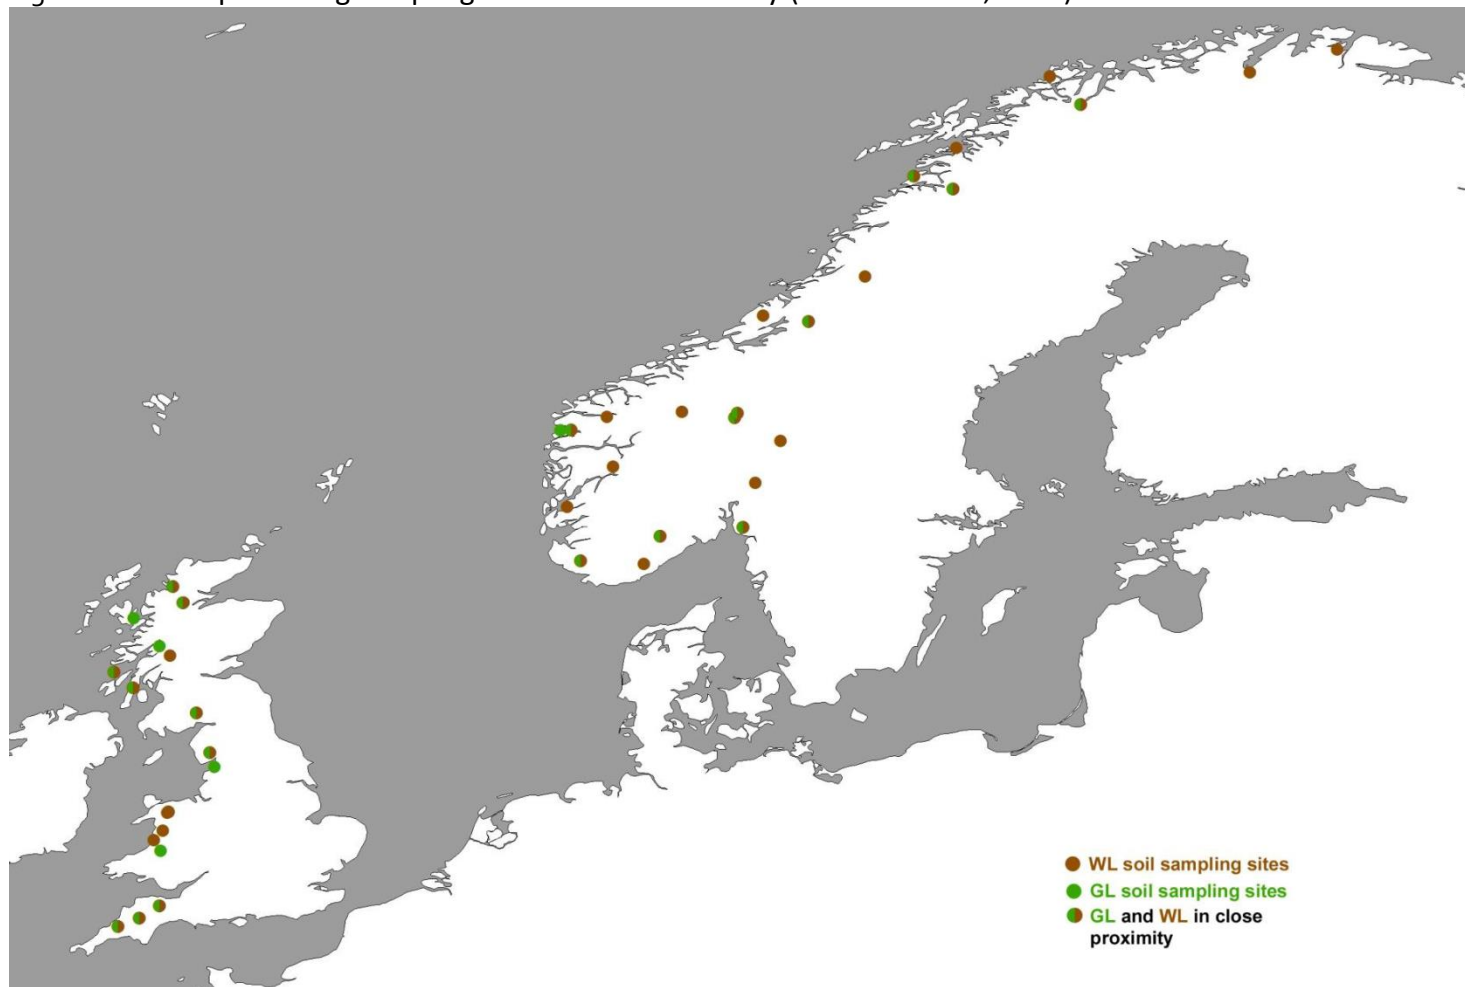 WL soil sampling sites
GL soil sampling sites
GL and WL in close
proximity